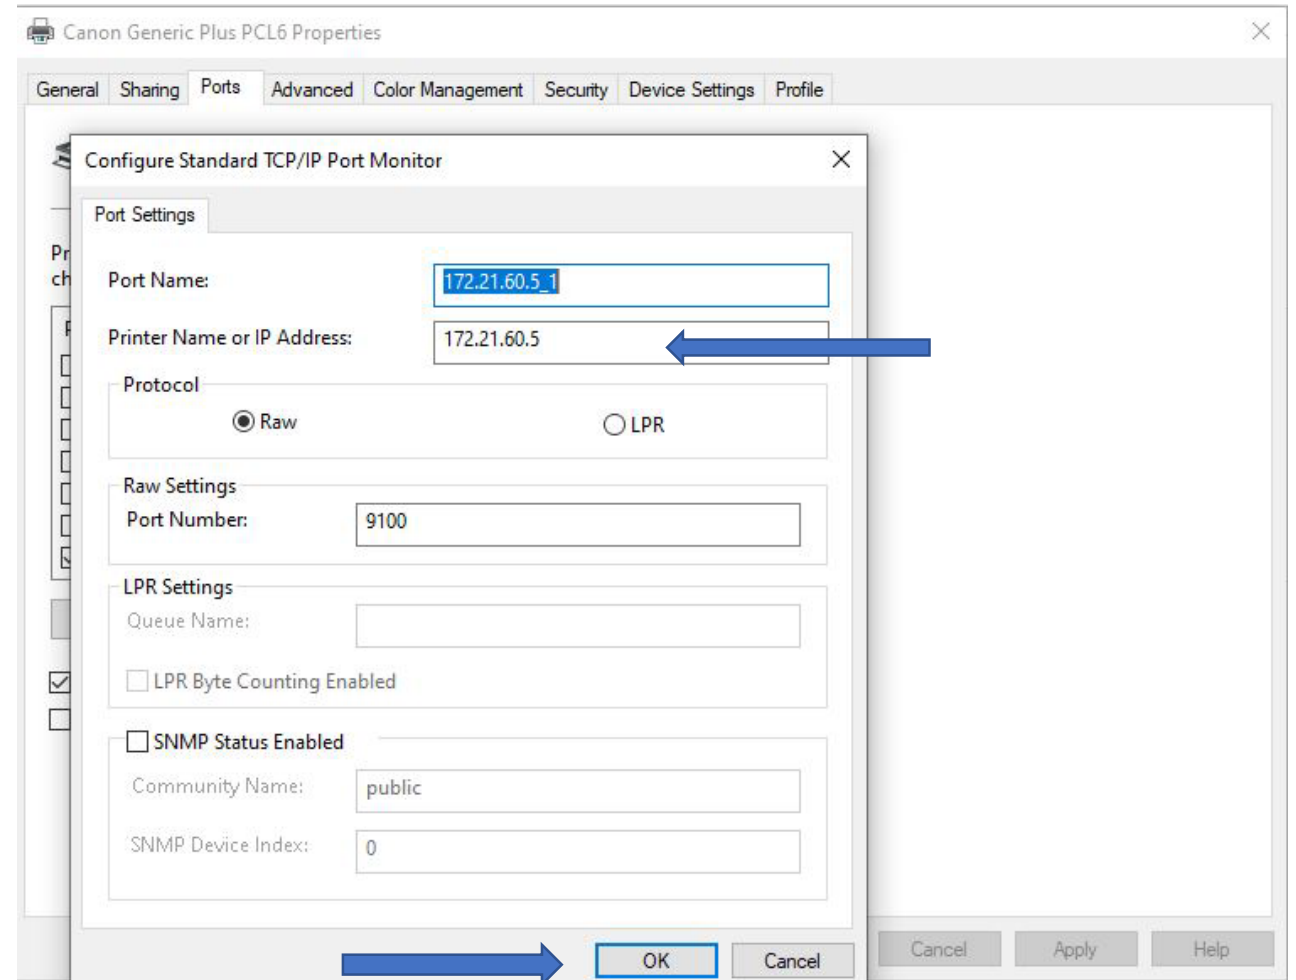 Canon Generic Plus PCL6 Properties
General Sharing Ports Advanced Color Management Security Device Settings Profile
Configure Standard TCP/IP Port Monitor
Port Settings
Pr
ch
Port Name: 172.21.60.5_1
Printer Name or IP Address: 172.21.60.5
Protocol
Raw LPR
Raw Settings
Port Number: 9100
LPR Settings
Queue Name:
LPR Byte Counting Enabled
SNMP Status Enabled
Community Name: public
SNMP Device Index: 0
OK Cancel
Cancel Apply Help